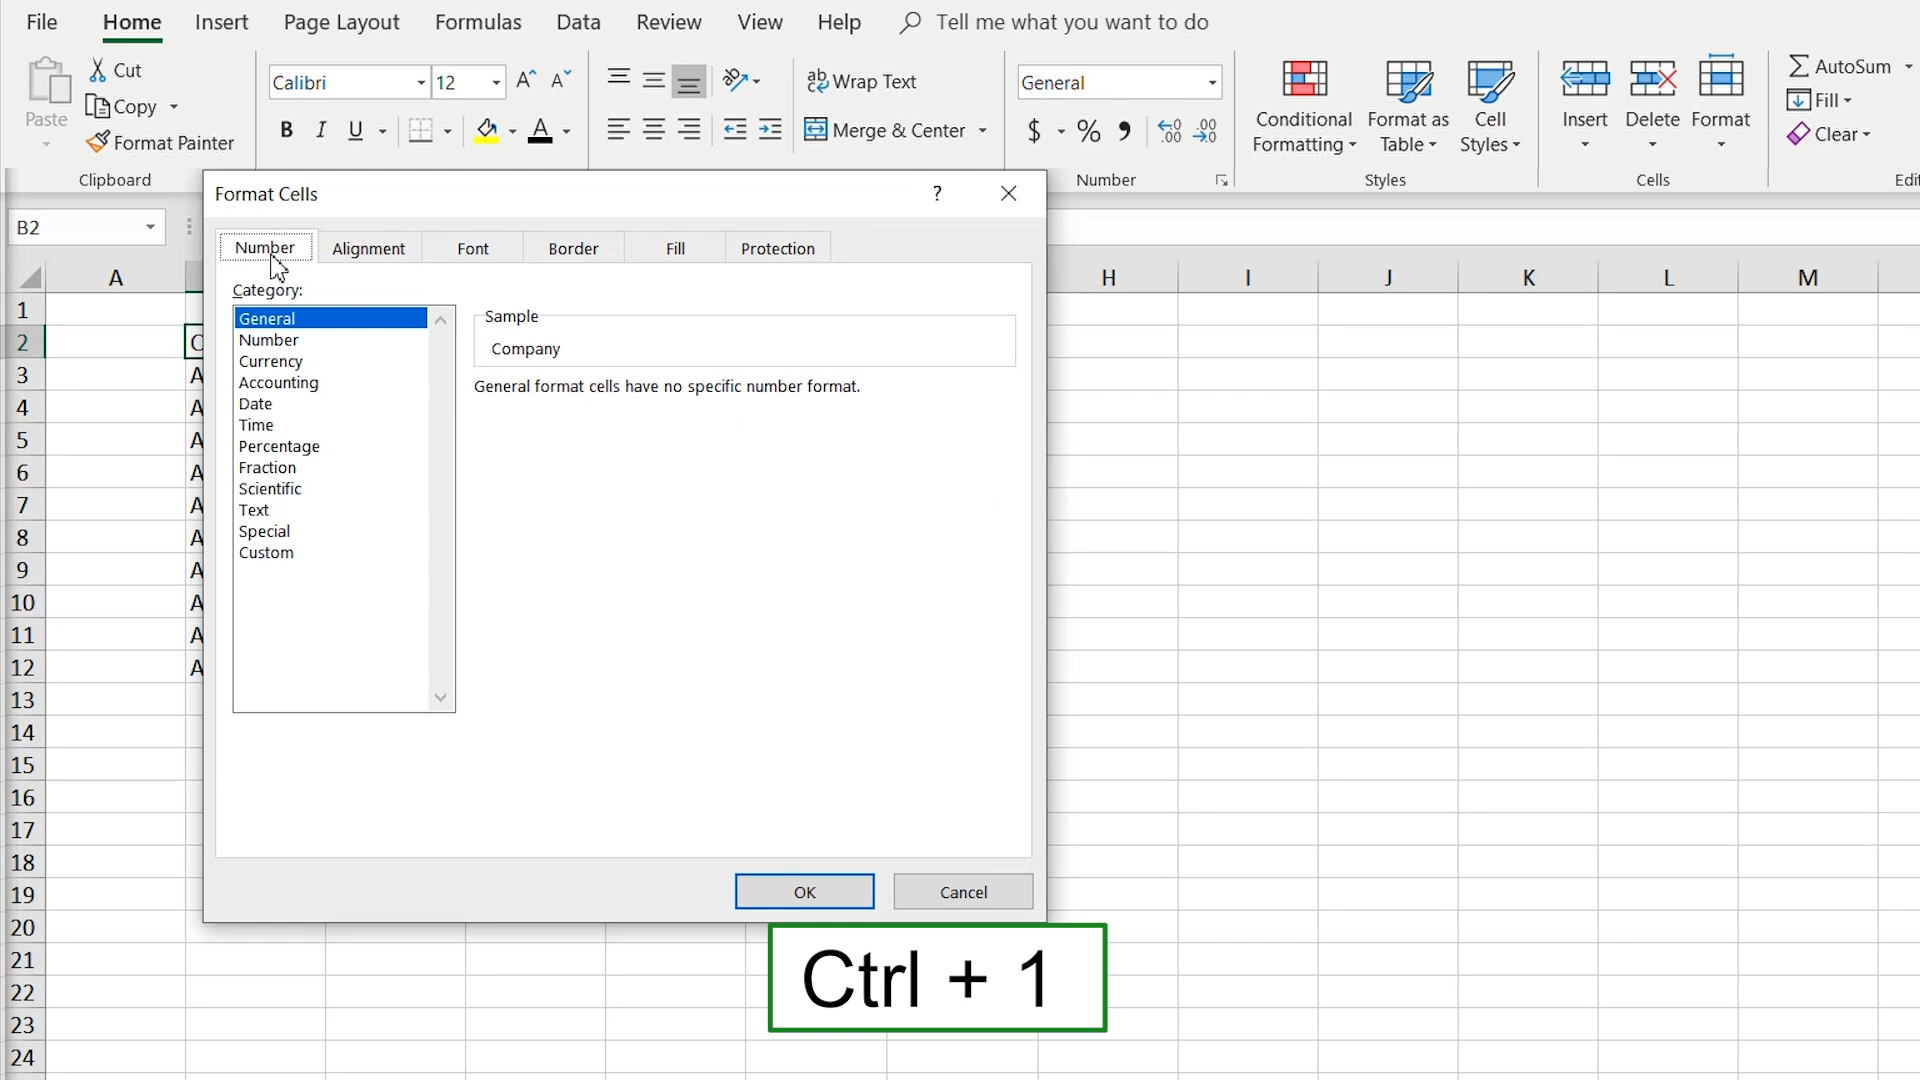 File Home Insert Page Layout Formulas Data Review View Help Tell me what you want to do
Paste
Cut
Copy
Format Painter
Clipboard
Calibri 12 A A
B I U A
ab Wrap Text
Merge & Center
General
$ % , .00 .00
Number
Conditional Formatting
Format as Table
Cell Styles
Styles
Insert
Delete
Format
Cells
AutoSum
Fill
Clear
B2
Format Cells ?
Number Alignment Font Border Fill Protection
Category:
General
Number
Currency
Accounting
Date
Time
Percentage
Fraction
Scientific
Text
Special
Custom
Sample
Company
General format cells have no specific number format.
OK Cancel
Ctrl + 1
A H I J K L M
1
2
3 A
4 A
5 A
6 A
7 A
8 A
9 A
10 A
11 A
12 A
13
14
15
16
17
18
19
20
21
22
23
24